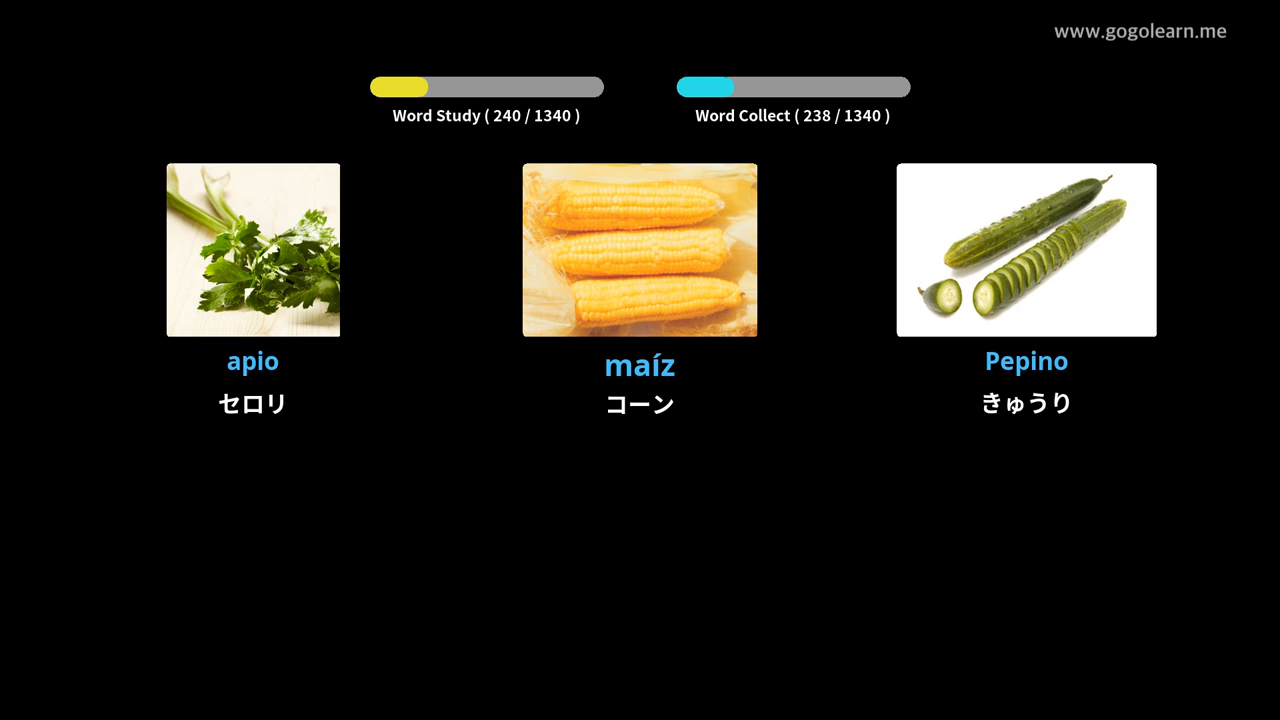 www.gogolearn.me
Word Study ( 240 / 1340 )
Word Collect ( 238 / 1340 )
apio
セロリ
maíz
コーン
Pepino
きゅうり